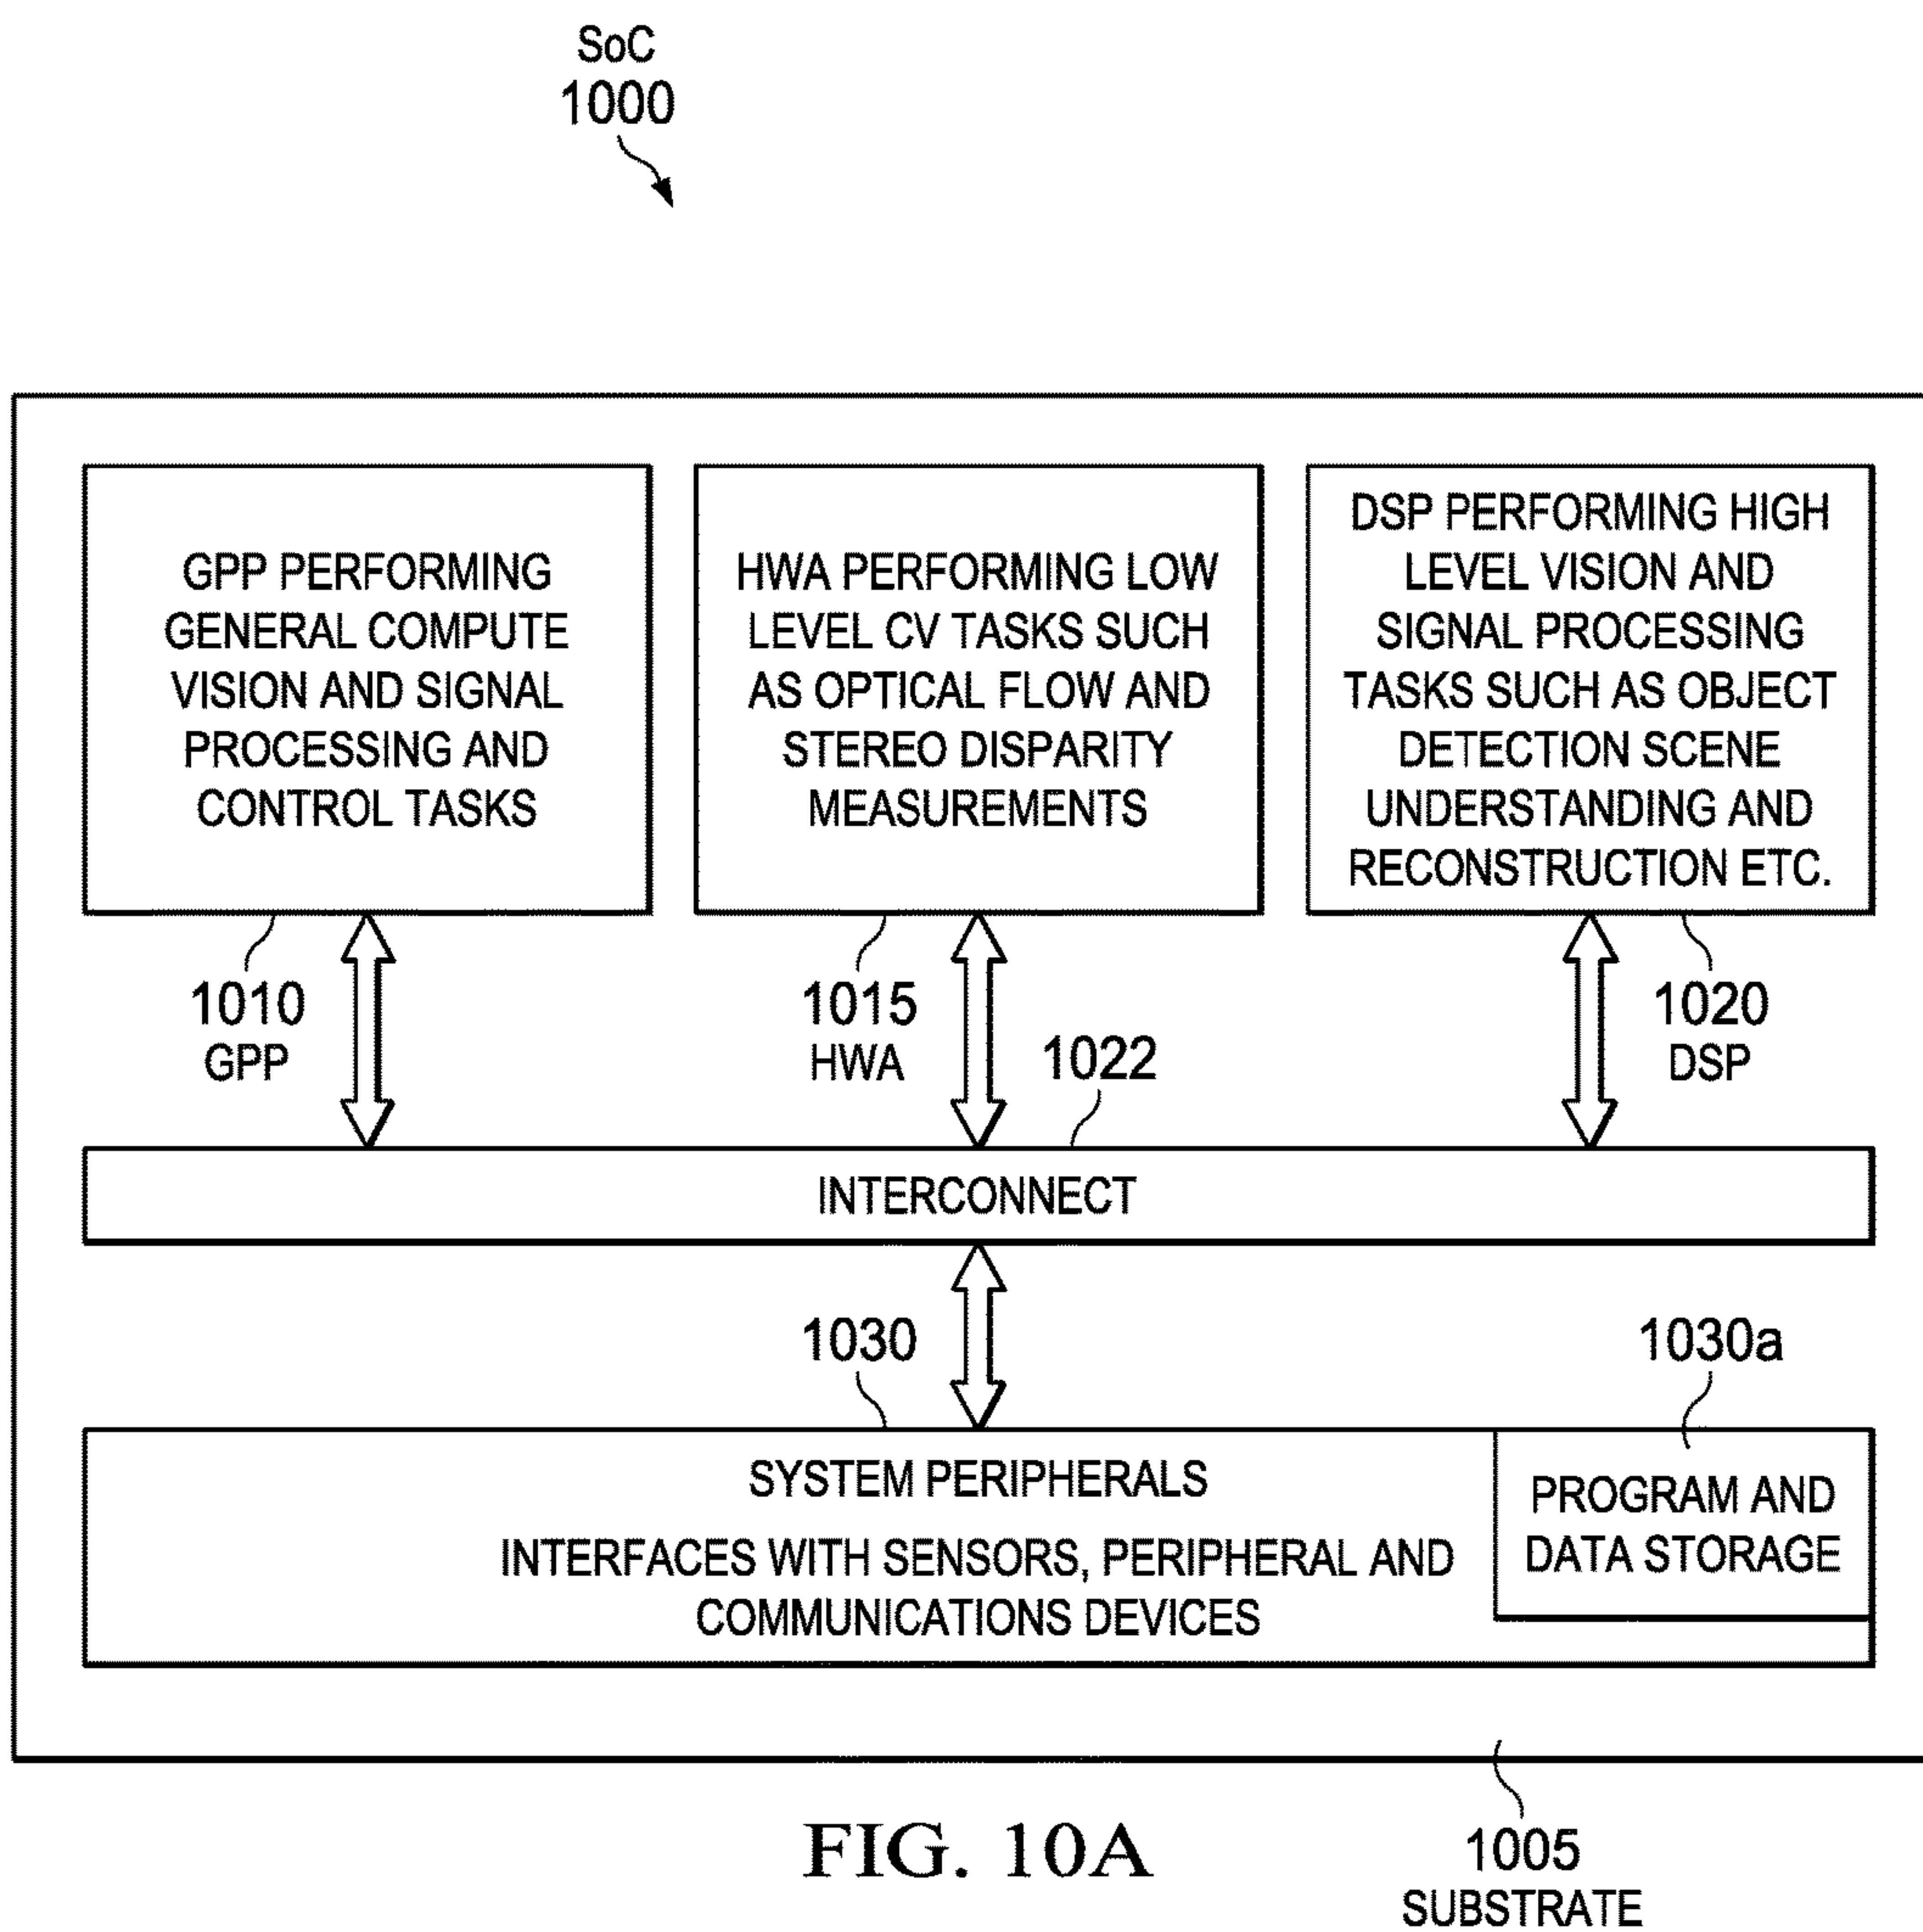 SoC
1000
GPP PERFORMING
GENERAL COMPUTE
VISION AND SIGNAL
PROCESSING AND
CONTROL TASKS
HWA PERFORMING LOW
LEVEL CV TASKS SUCH
AS OPTICAL FLOW AND
STEREO DISPARITY
MEASUREMENTS
DSP PERFORMING HIGH
LEVEL VISION AND
SIGNAL PROCESSING
TASKS SUCH AS OBJECT
DETECTION SCENE
UNDERSTANDING AND
RECONSTRUCTION ETC.
1010
GPP
1015
HWA
1022
1020
DSP
INTERCONNECT
1030
1030a
SYSTEM PERIPHERALS
INTERFACES WITH SENSORS, PERIPHERAL AND
COMMUNICATIONS DEVICES
PROGRAM AND
DATA STORAGE
FIG. 10A
1005
SUBSTRATE